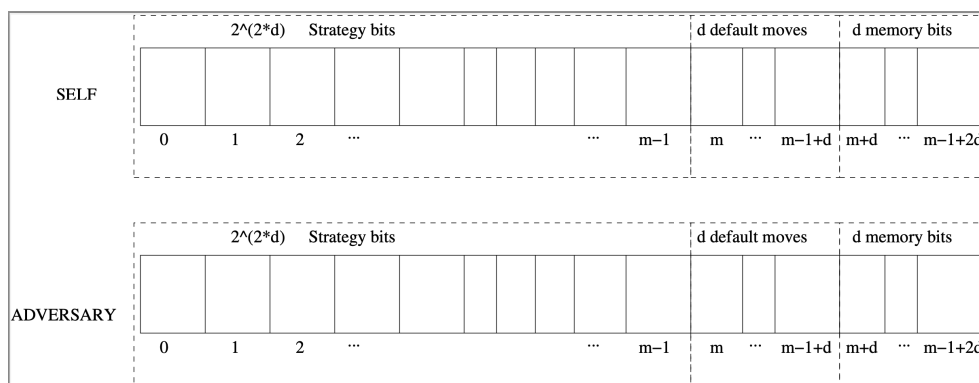 2^(2*d) Strategy bits d default moves d memory bits
SELF
0 1 2 ... ... m−1 m ... m−1+d m+d ... m−1+2d
2^(2*d) Strategy bits d default moves d memory bits
ADVERSARY
0 1 2 ... ... m−1 m ... m−1+d m+d ... m−1+2d